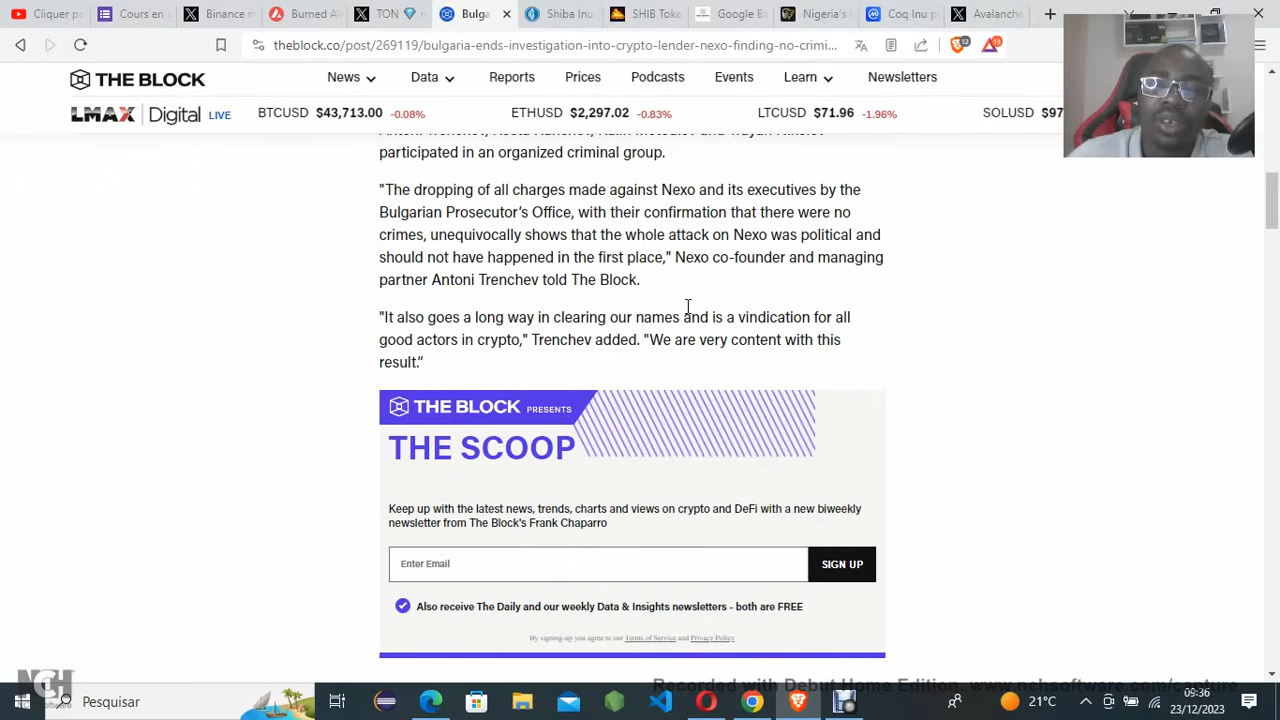 Cliquer po
Cours en
Binance n
Burned Al
TON
Bulga
Shiba Inu
SHIB Toke
Google Ba
Nigeria's
Coq Inu p
Avalanche
theblock.co/post/269119/bulgaria-ends-investigation-into-crypto-lender-nexo-finding-no-crimi...
12
13
THE BLOCK
News
Data
Reports
Prices
Podcasts
Events
Learn
Newsletters
LMAX Digital LIVE
BTCUSD $43,713.00 -0.08%
ETHUSD $2,297.02 -0.83%
LTCUSD $71.96 -1.96%
SOLUSD $97
participated in an organized criminal group.
"The dropping of all charges made against Nexo and its executives by the
Bulgarian Prosecutor's Office, with their confirmation that there were no
crimes, unequivocally shows that the whole attack on Nexo was political and
should not have happened in the first place," Nexo co-founder and managing
partner Antoni Trenchev told The Block.
"It also goes a long way in clearing our names and is a vindication for all
good actors in crypto," Trenchev added. "We are very content with this
result.”
THE BLOCK PRESENTS
THE SCOOP
Keep up with the latest news, trends, charts and views on crypto and DeFi with a new biweekly
newsletter from The Block's Frank Chaparro
Enter Email
SIGN UP
Also receive The Daily and our weekly Data & Insights newsletters - both are FREE
By signing-up you agree to our Terms of Service and Privacy Policy
NCH
Recorded with Debut Home Edition. www.nchsoftware.com/capture
Pesquisar
21°C
09:36
23/12/2023